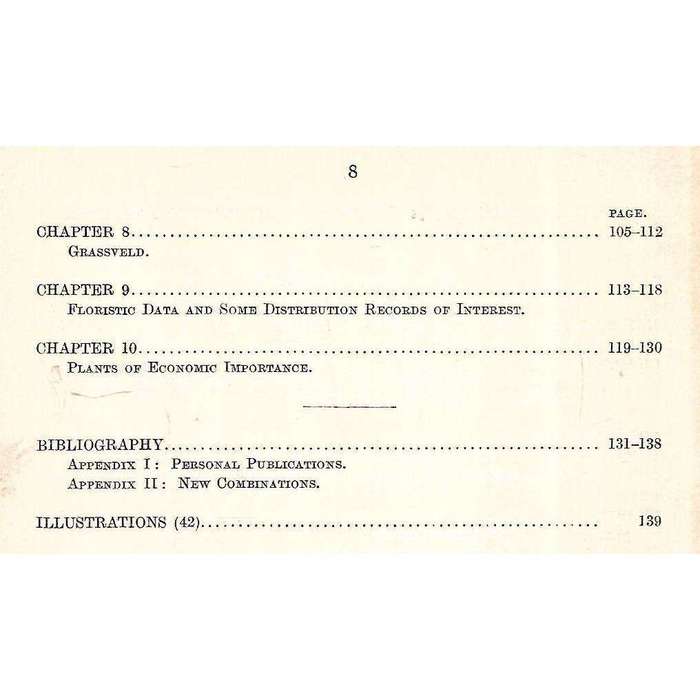 8
PAGE.
CHAPTER 8.......................................................... 105–112
GRASSVELD.
CHAPTER 9.......................................................... 113–118
FLORISTIC DATA AND SOME DISTRIBUTION RECORDS OF INTEREST.
CHAPTER 10......................................................... 119–130
PLANTS OF ECONOMIC IMPORTANCE.
BIBLIOGRAPHY...................................................... 131–138
APPENDIX I: PERSONAL PUBLICATIONS.
APPENDIX II: NEW COMBINATIONS.
ILLUSTRATIONS (42)................................................. 139